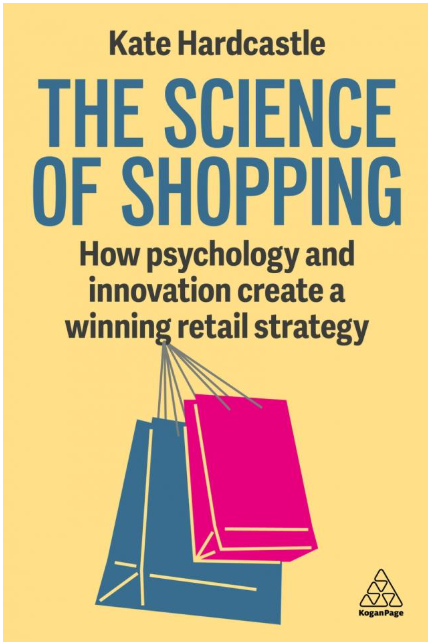 Kate Hardcastle
THE SCIENCE
OF SHOPPING
How psychology and
innovation create a
winning retail strategy
KoganPage